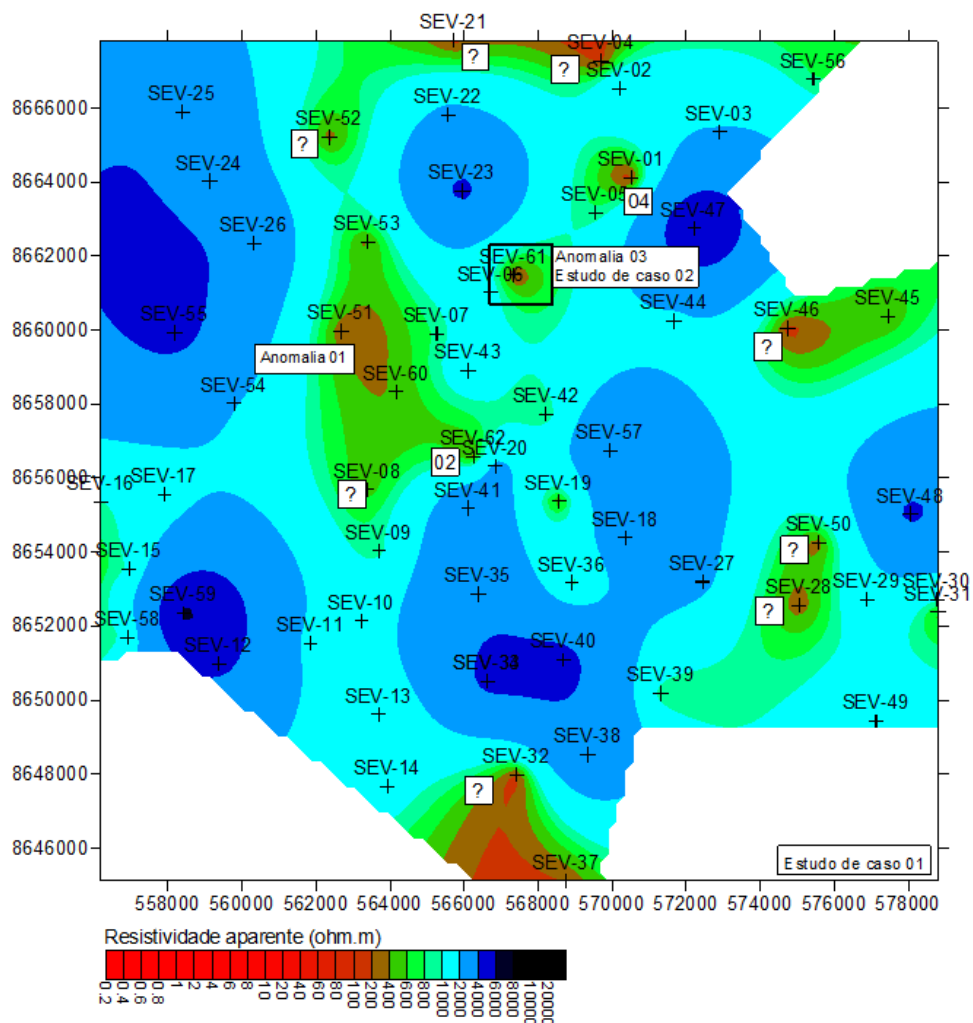 SEV-21
SEV-04
?
?
SEV-56
SEV-02
8666000
SEV-25
SEV-22
SEV-03
SEV-52
?
8664000
SEV-24
SEV-23
SEV-01
SEV-05
04
SEV-47
SEV-26
SEV-53
8662000
SEV-61
SEV-06
Anomalia 03
Estudo de caso 02
8660000
SEV-55
SEV-51
SEV-07
SEV-44
SEV-46
SEV-45
?
Anomalia 01
SEV-43
SEV-60
8658000
SEV-54
SEV-42
SEV-62
SEV-20
SEV-57
02
8656000
SEV-16
SEV-17
SEV-08
?
SEV-41
SEV-19
SEV-48
SEV-18
SEV-50
?
8654000
SEV-15
SEV-09
SEV-36
SEV-27
SEV-35
SEV-28
?
SEV-29
SEV-30
SEV-31
8652000
SEV-59
SEV-58
SEV-10
SEV-11
SEV-12
SEV-40
8650000
SEV-39
SEV-13
SEV-49
SEV-38
8648000
SEV-14
SEV-32
?
8646000
SEV-37
Estudo de caso 01
558000 560000 562000 564000 566000 568000 570000 572000 574000 576000 578000
Resistividade aparente (ohm.m)
0.2 0.4 0.6 0.8 1 2 4 6 8 10 20 40 60 80 100 200 400 600 800 1000 2000 4000 6000 8000 10000 20000